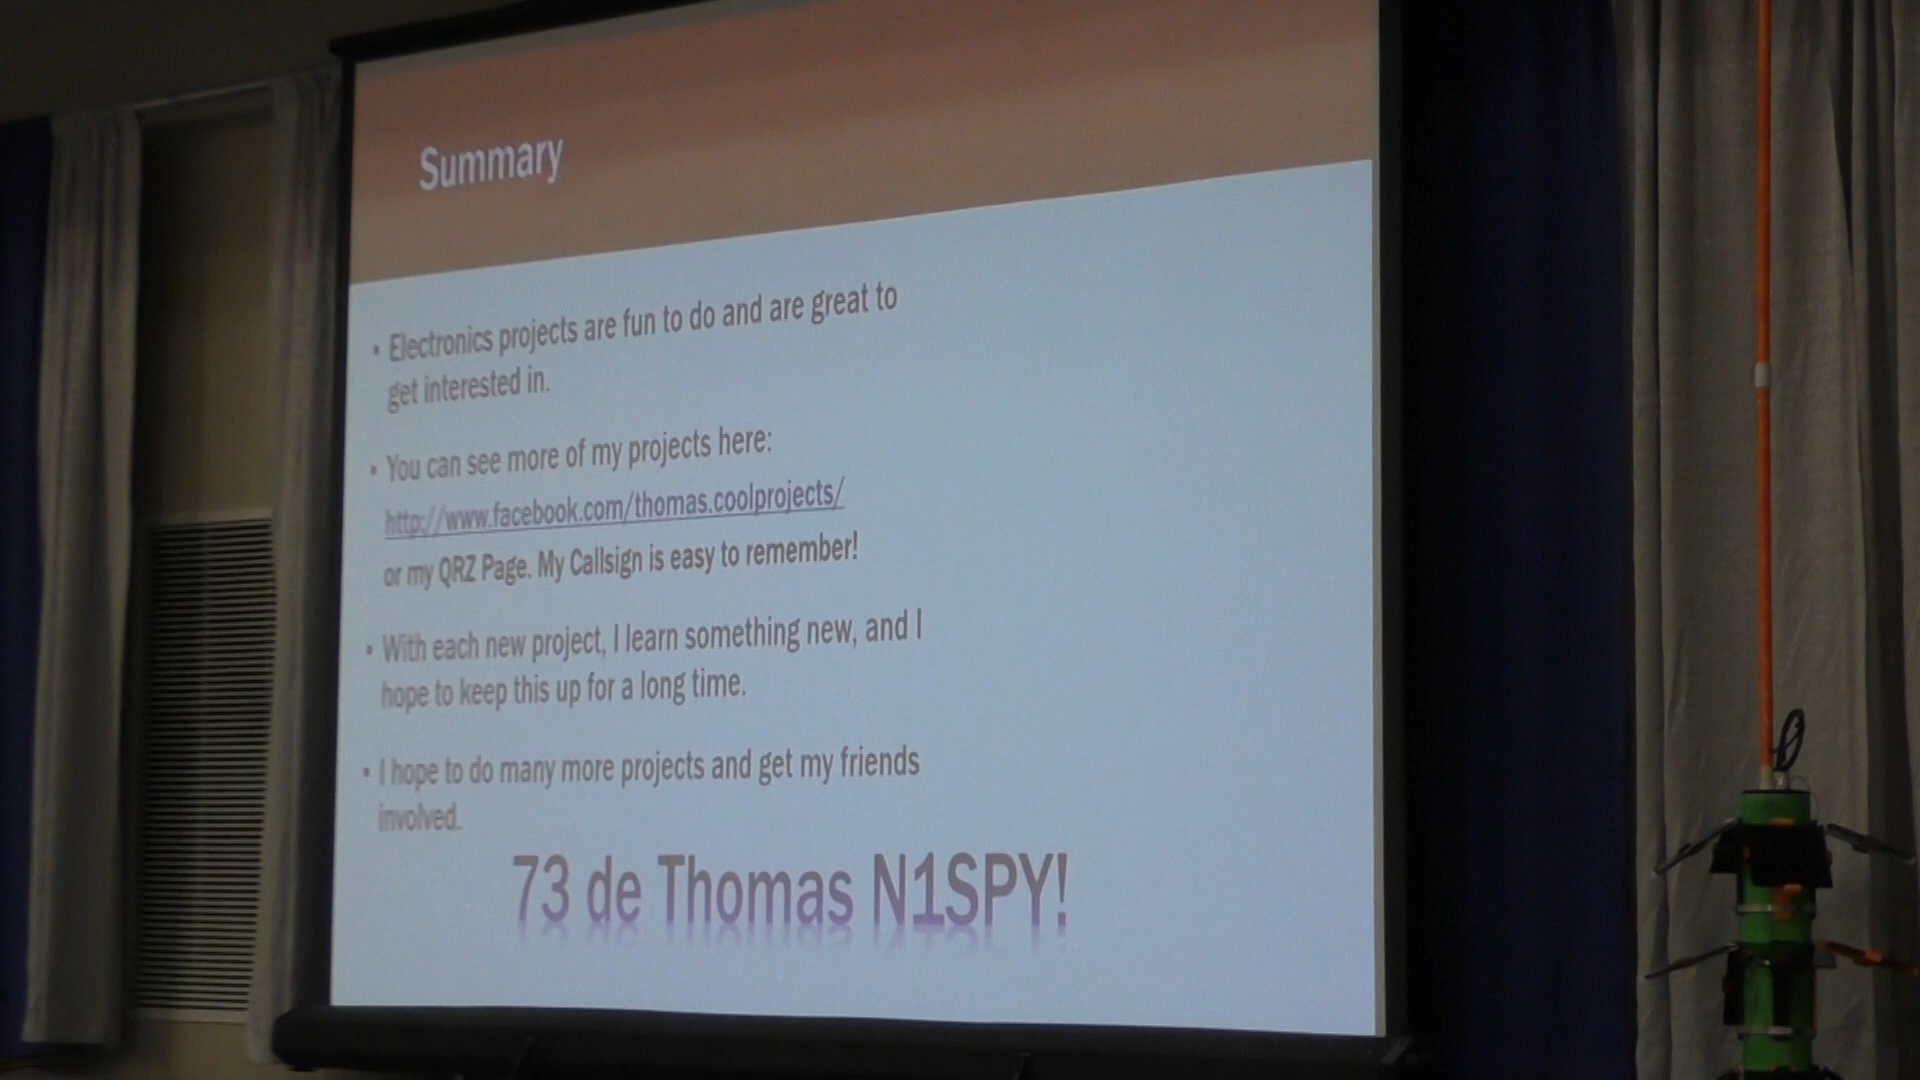 Summary
• Electronics projects are fun to do and are great to
get interested in.
• You can see more of my projects here:
http://www.facebook.com/thomas.coolprojects/
or my QRZ Page. My Callsign is easy to remember!
• With each new project, I learn something new, and I
hope to keep this up for a long time.
• I hope to do many more projects and get my friends
involved.
73 de Thomas N1SPY!